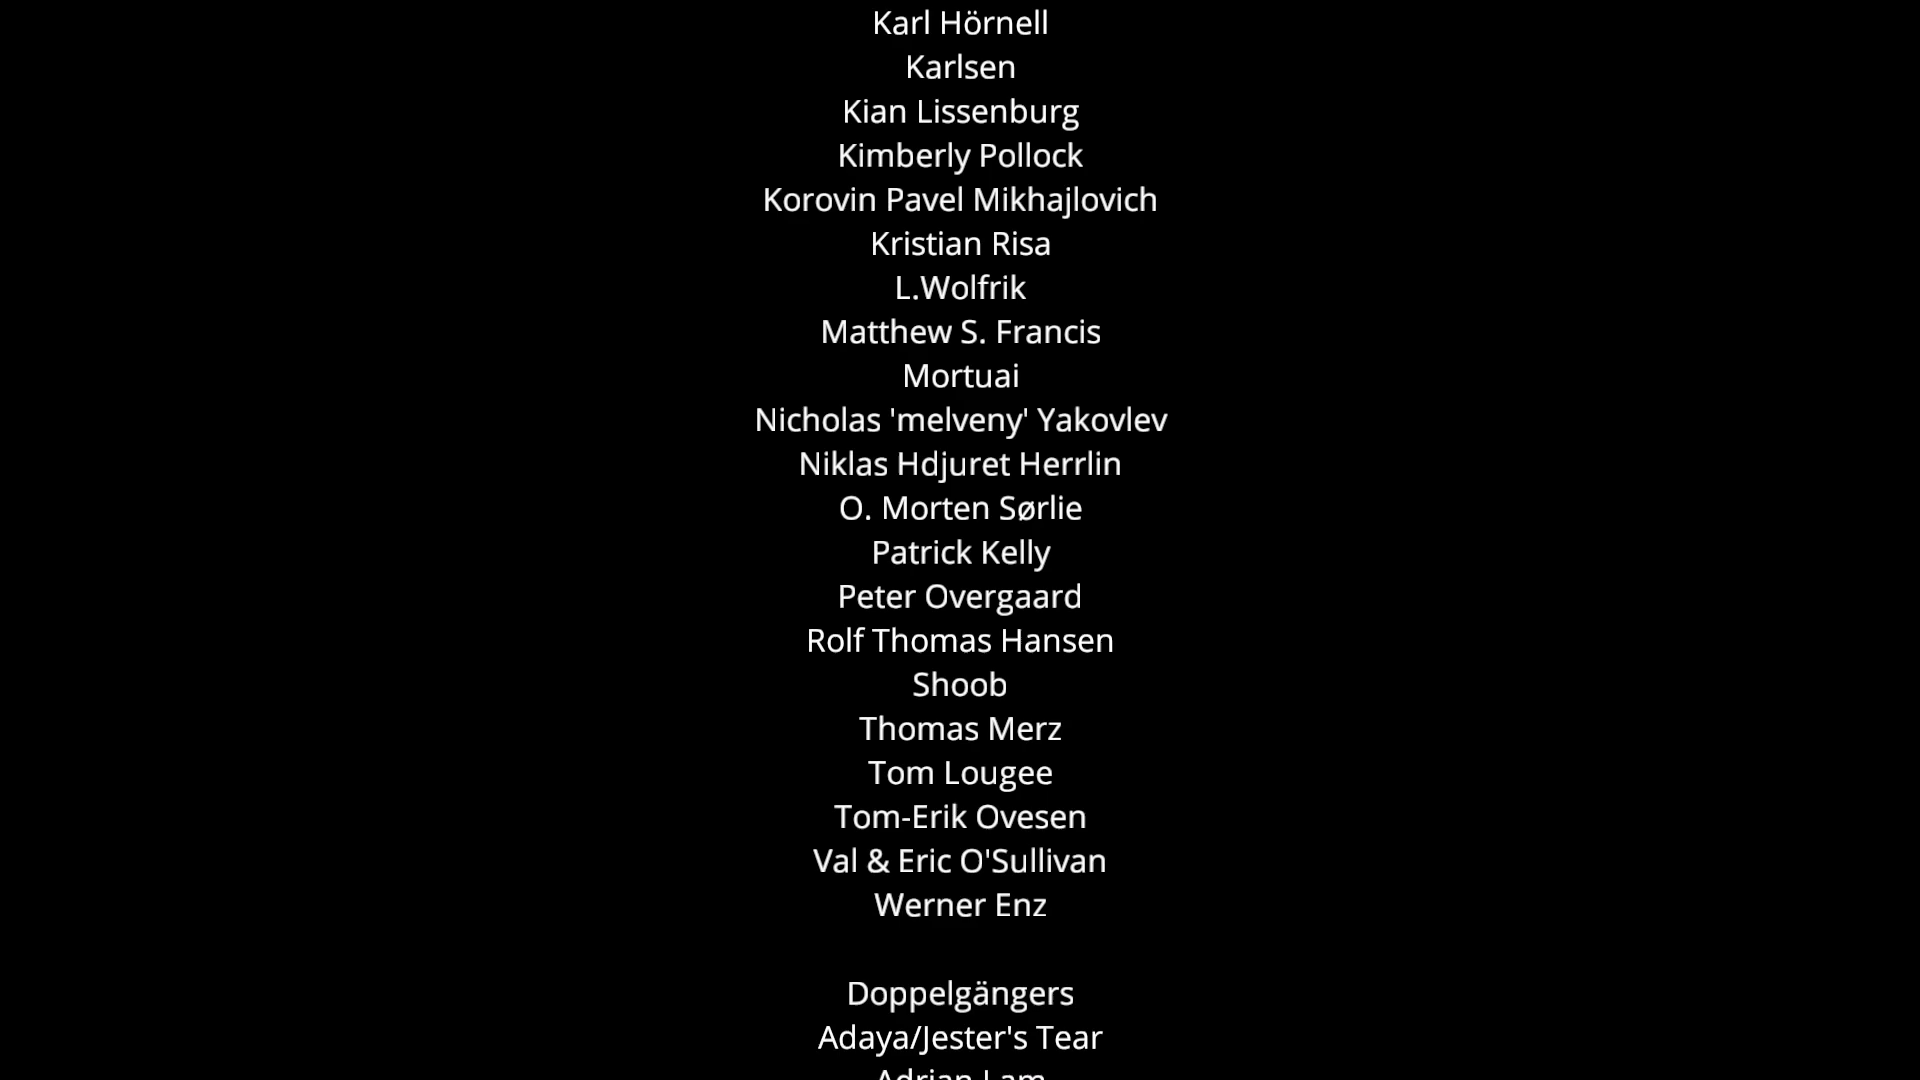 Karl Hörnell
Karlsen
Kian Lissenburg
Kimberly Pollock
Korovin Pavel Mikhajlovich
Kristian Risa
L.Wolfrik
Matthew S. Francis
Mortuai
Nicholas 'melveny' Yakovlev
Niklas Hdjuret Herrlin
O. Morten Sørlie
Patrick Kelly
Peter Overgaard
Rolf Thomas Hansen
Shoob
Thomas Merz
Tom Lougee
Tom-Erik Ovesen
Val & Eric O'Sullivan
Werner Enz
Doppelgängers
Adaya/Jester's Tear
Adrian Lam